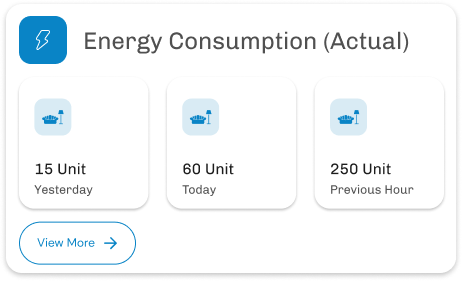 Energy Consumption (Actual)
15 Unit
Yesterday
60 Unit
Today
250 Unit
Previous Hour
View More